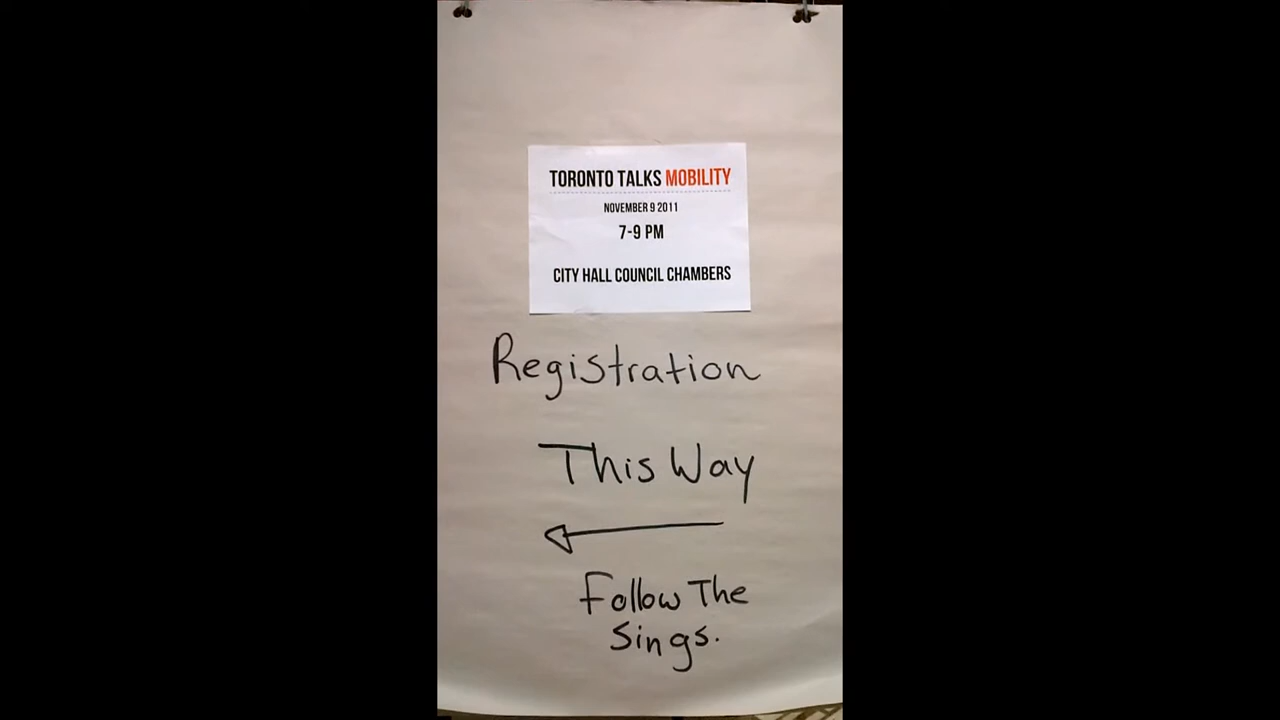 TORONTO TALKS MOBILITY
NOVEMBER 9 2011
7-9 PM
CITY HALL COUNCIL CHAMBERS
Registration
This Way
Follow The
Sings.